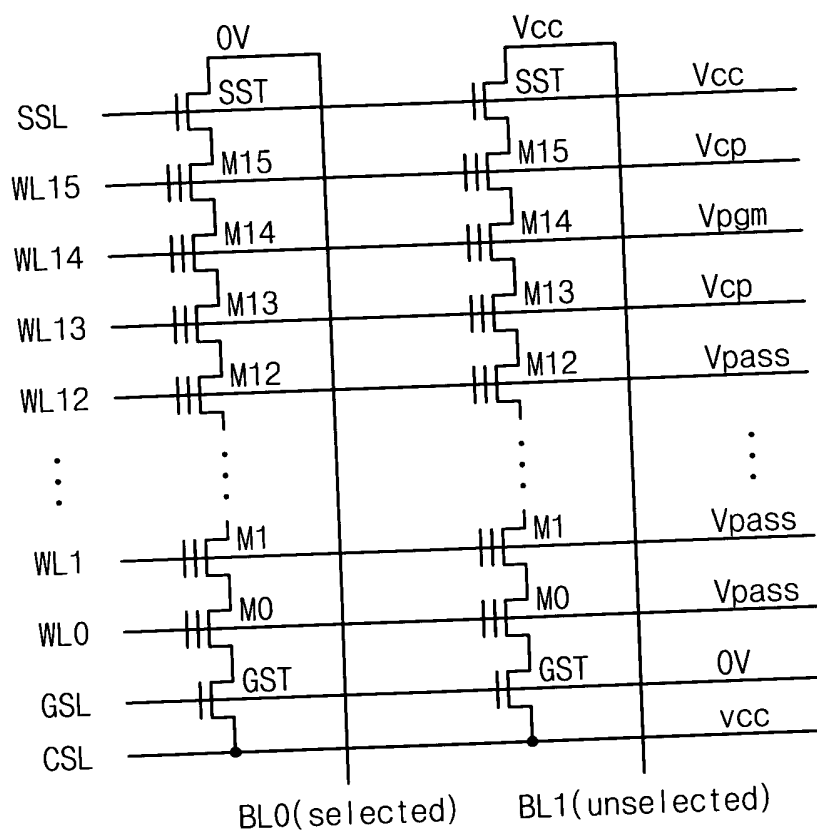 0V Vcc
SSL SST SST Vcc
WL15 M15 M15 Vcp
WL14 M14 M14 Vpgm
WL13 M13 M13 Vcp
WL12 M12 M12 Vpass
WL1 M1 M1 Vpass
WL0 M0 M0 Vpass
GSL GST GST 0V
CSL vcc
BL0(selected) BL1(unselected)